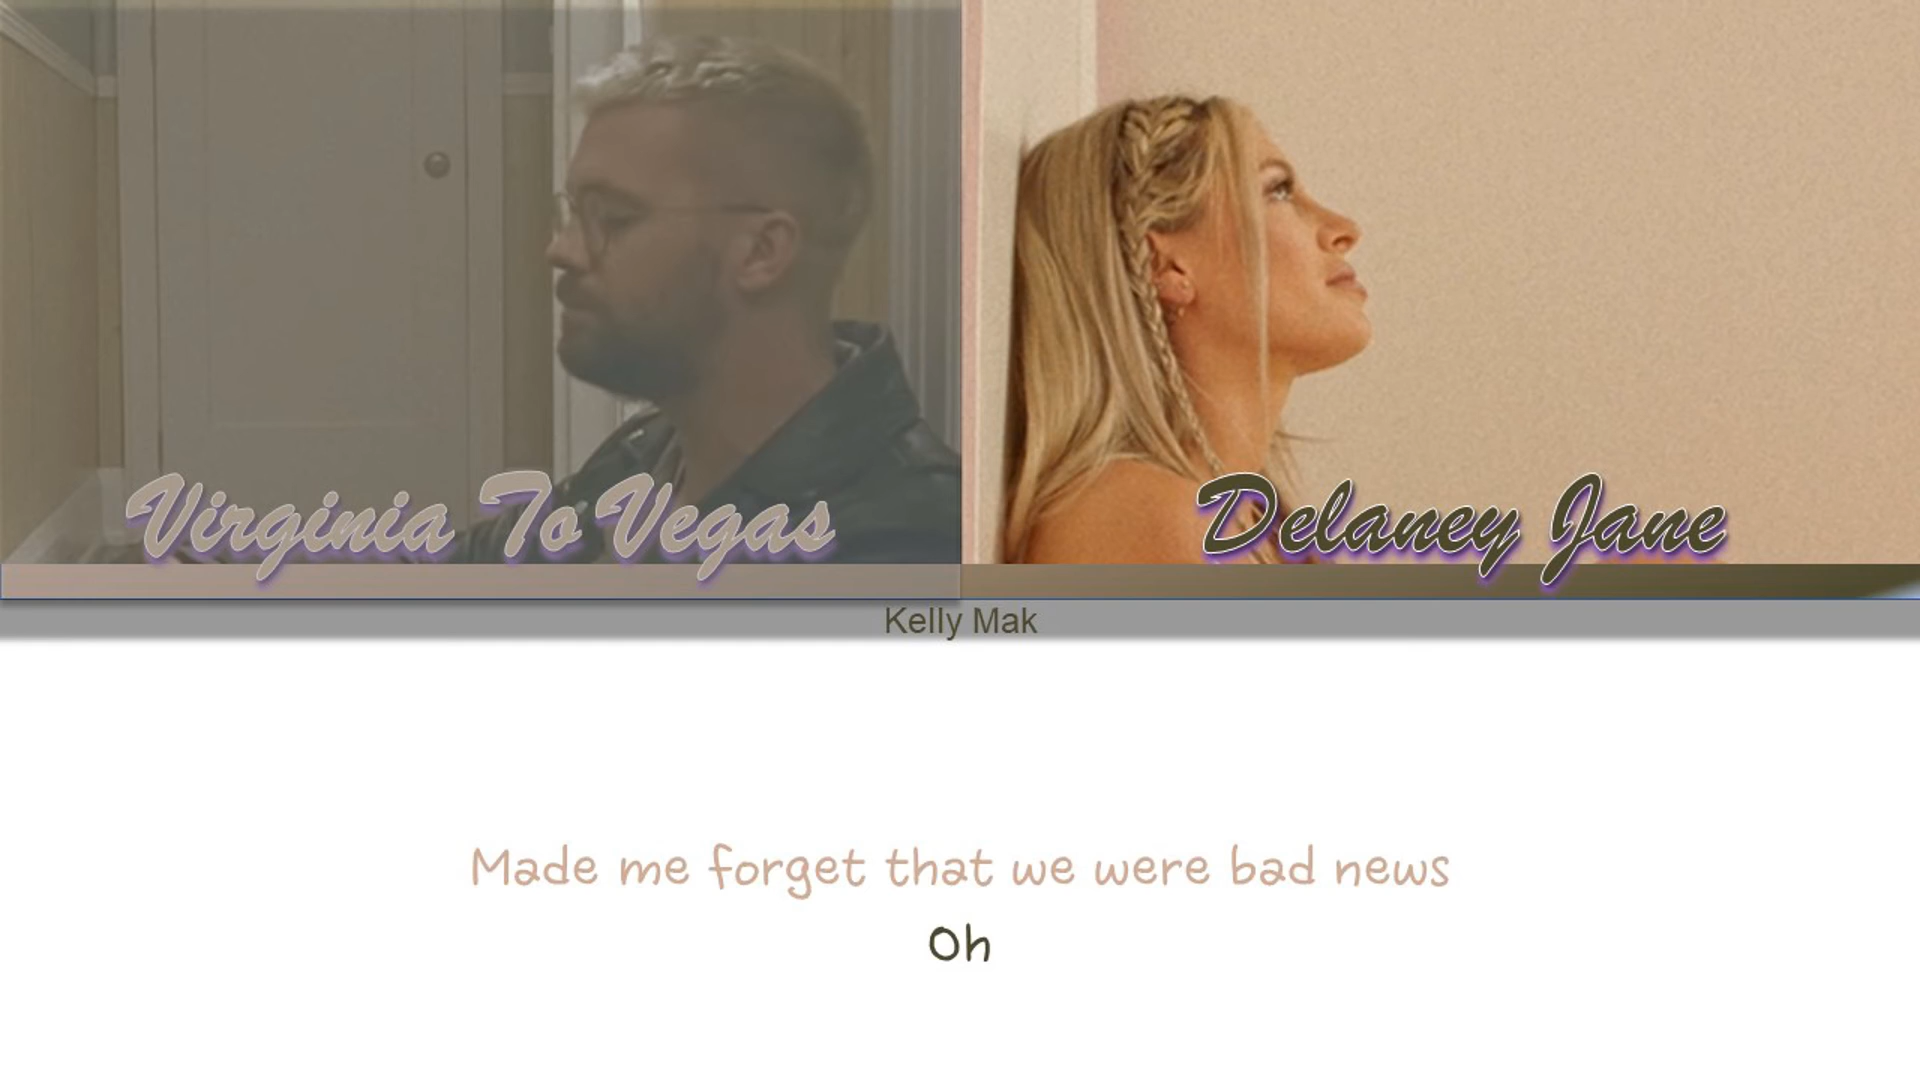 Virginia To Vegas
Delaney Jane
Kelly Mak
Made me forget that we were bad news
Oh